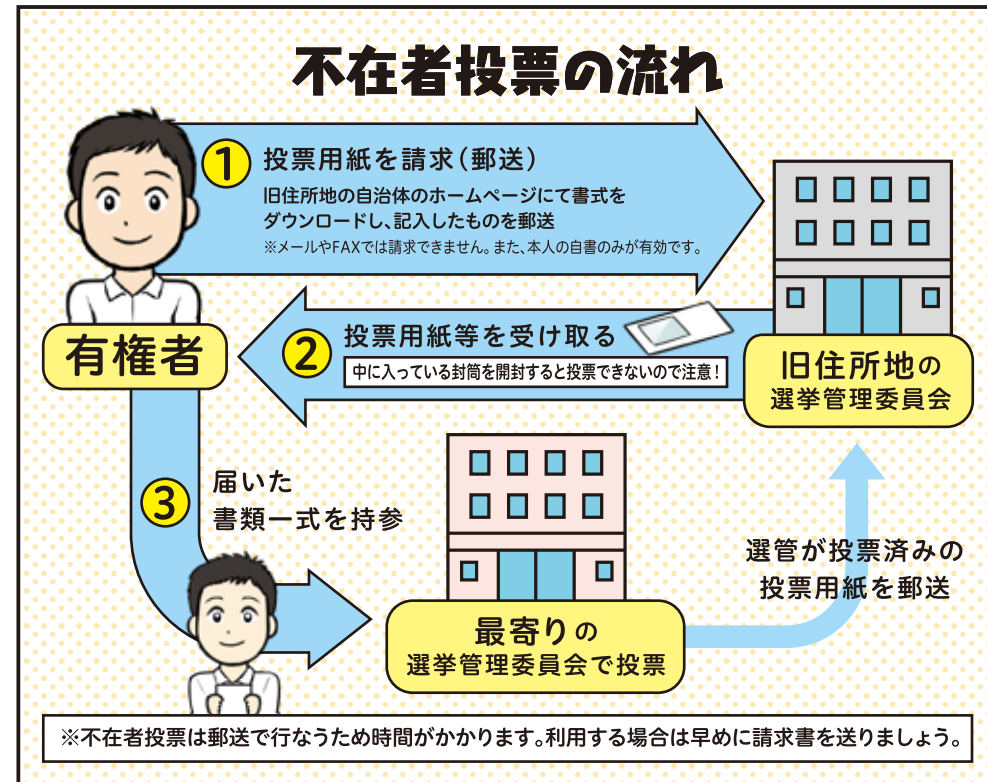 不在者投票の流れ
1
投票用紙を請求(郵送)
旧住所地の自治体のホームページにて書式を
ダウンロードし、記入したものを郵送
※メールやFAXでは請求できません。また、本人の自書のみが有効です。
有権者
2
投票用紙等を受け取る
中に入っている封筒を開封すると投票できないので注意!
旧住所地の
選挙管理委員会
3
届いた
書類一式を持参
最寄りの
選挙管理委員会で投票
選管が投票済みの
投票用紙を郵送
※不在者投票は郵送で行なうため時間がかかります。利用する場合は早めに請求書を送りましょう。